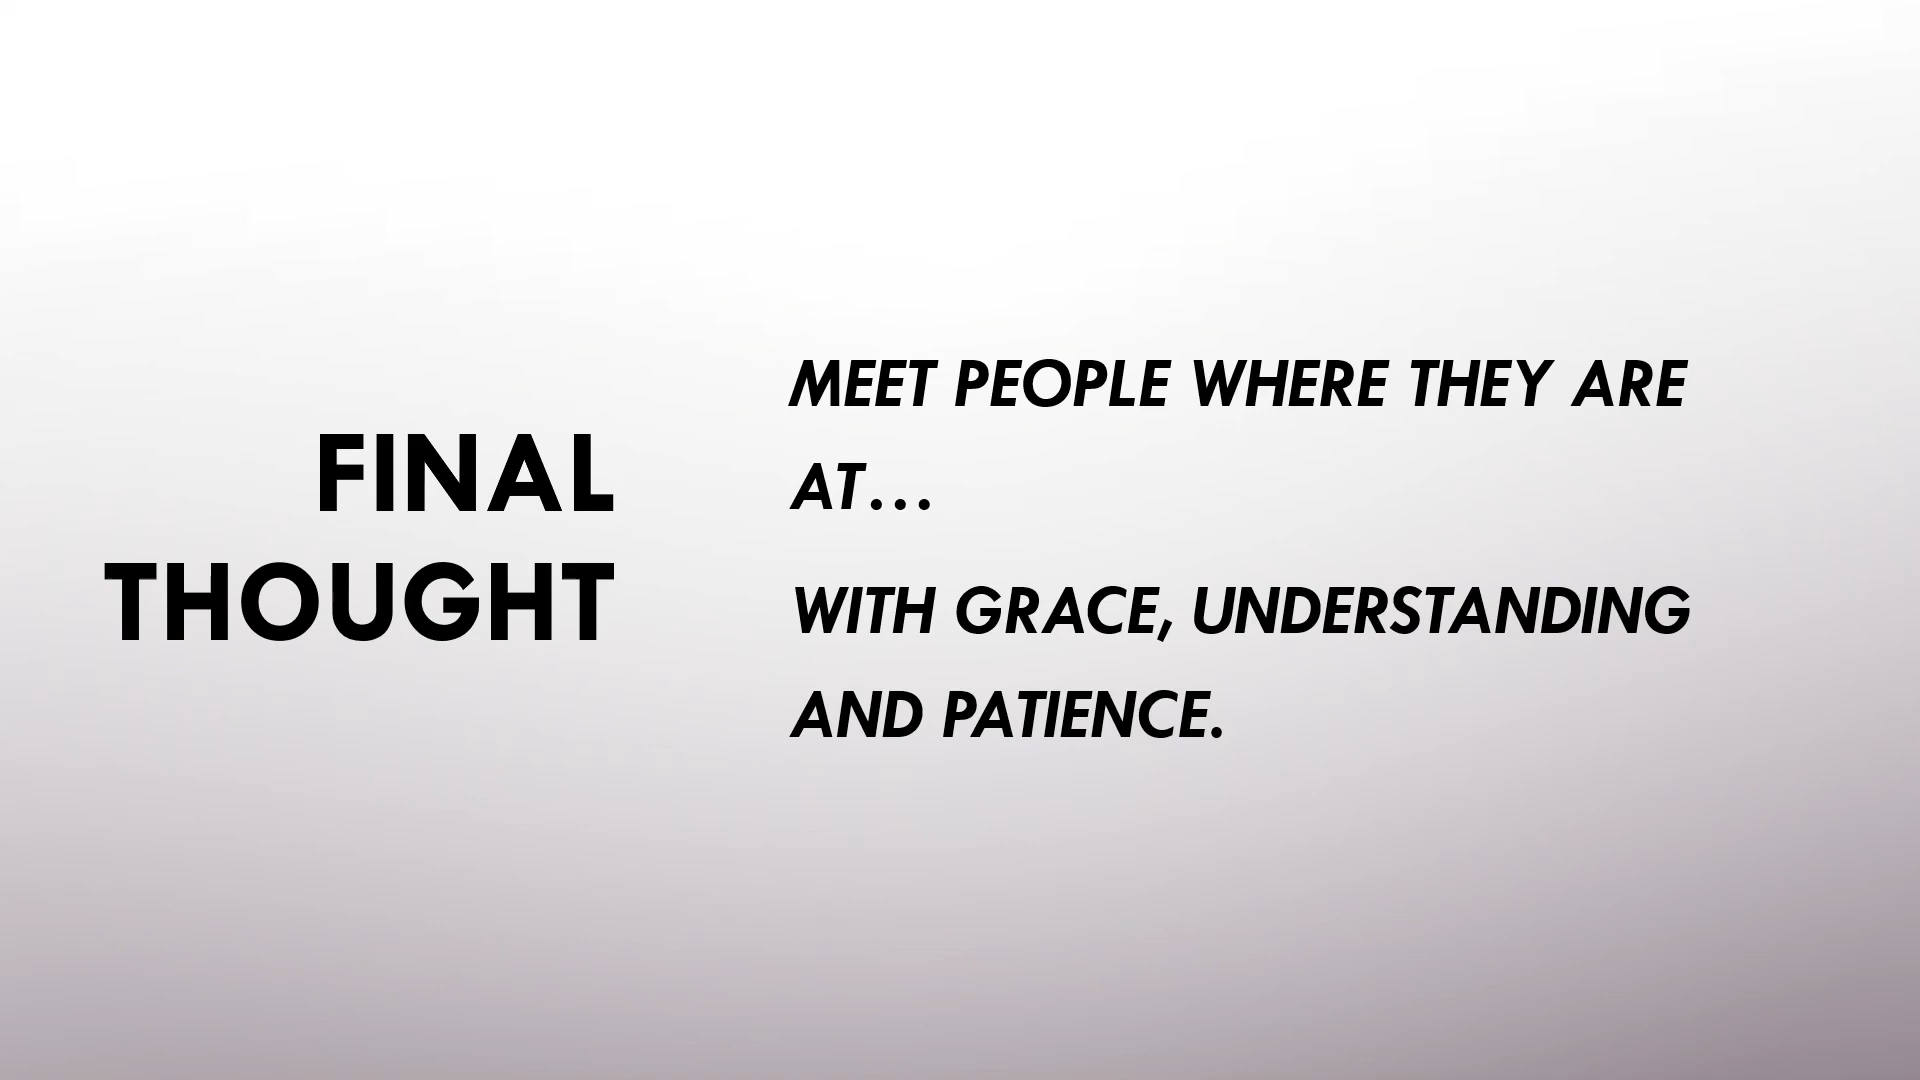 FINAL
THOUGHT
MEET PEOPLE WHERE THEY ARE
AT…
WITH GRACE, UNDERSTANDING
AND PATIENCE.